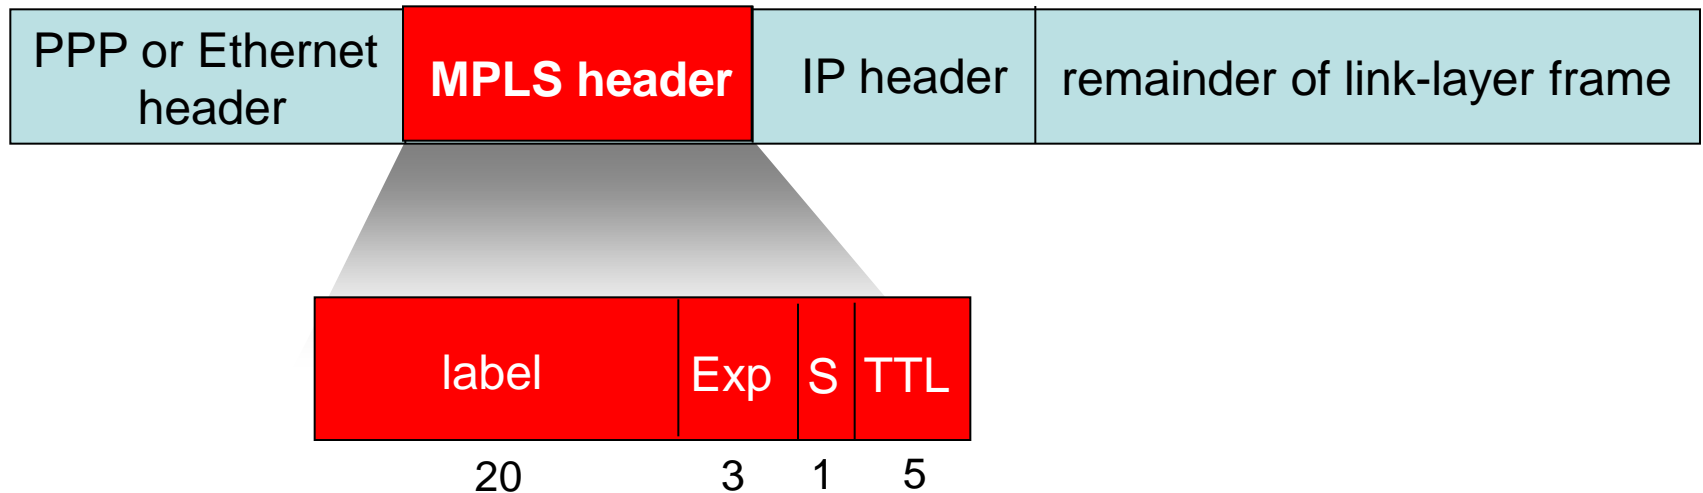 PPP or Ethernet
header
MPLS header
IP header
remainder of link-layer frame
label
Exp
S
TTL
20
3
1
5